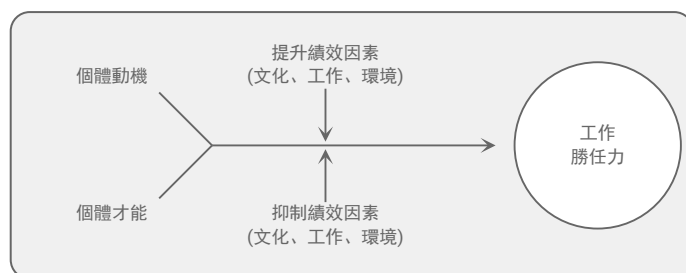 個體動機
提升績效因素
(文化、工作、環境)
工作
勝任力
個體才能
抑制績效因素
(文化、工作、環境)